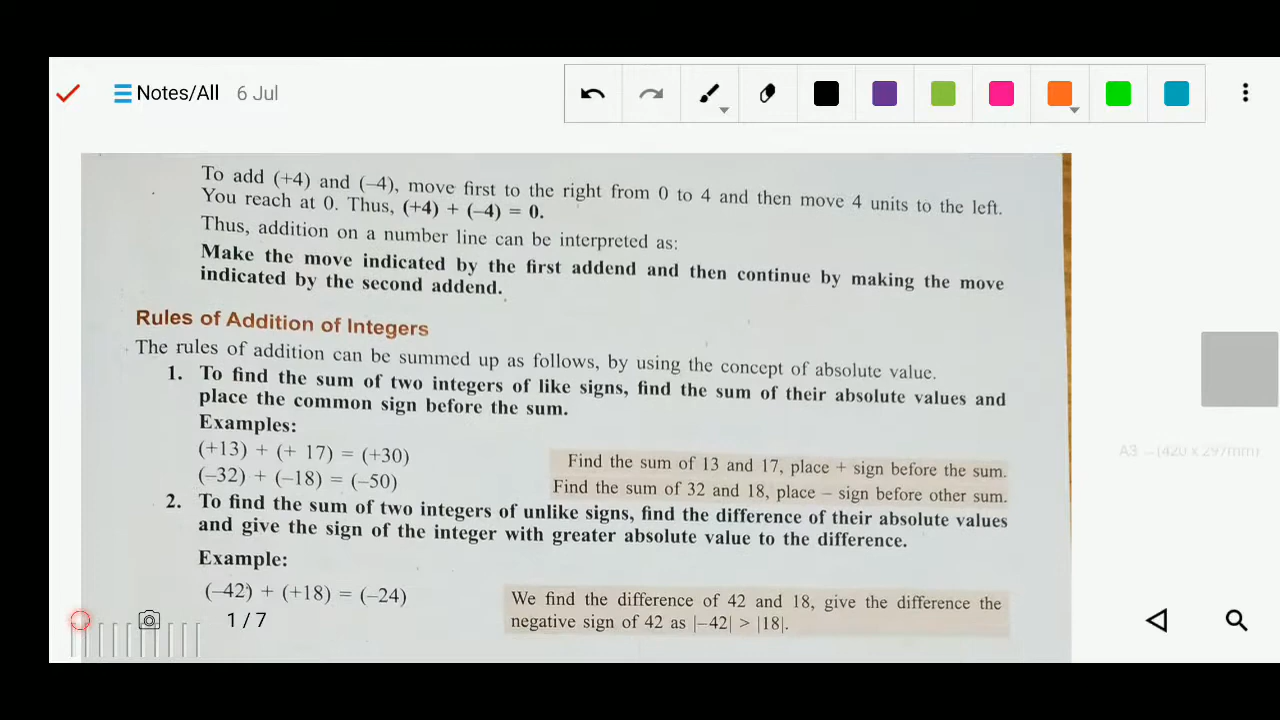 Notes/All 6 Jul
To add (+4) and (–4), move first to the right from 0 to 4 and then move 4 units to the left.
You reach at 0. Thus, (+4) + (–4) = 0.
Thus, addition on a number line can be interpreted as:
Make the move indicated by the first addend and then continue by making the move
indicated by the second addend.
Rules of Addition of Integers
The rules of addition can be summed up as follows, by using the concept of absolute value.
1. To find the sum of two integers of like signs, find the sum of their absolute values and
place the common sign before the sum.
Examples:
(+13) + (+ 17) = (+30)
Find the sum of 13 and 17, place + sign before the sum.
(–32) + (–18) = (–50)
Find the sum of 32 and 18, place – sign before other sum.
2. To find the sum of two integers of unlike signs, find the difference of their absolute values
and give the sign of the integer with greater absolute value to the difference.
Example:
(–42) + (+18) = (–24)
We find the difference of 42 and 18, give the difference the
negative sign of 42 as |–42| > |18|.
A3 – (420 x 297mm)
1 / 7